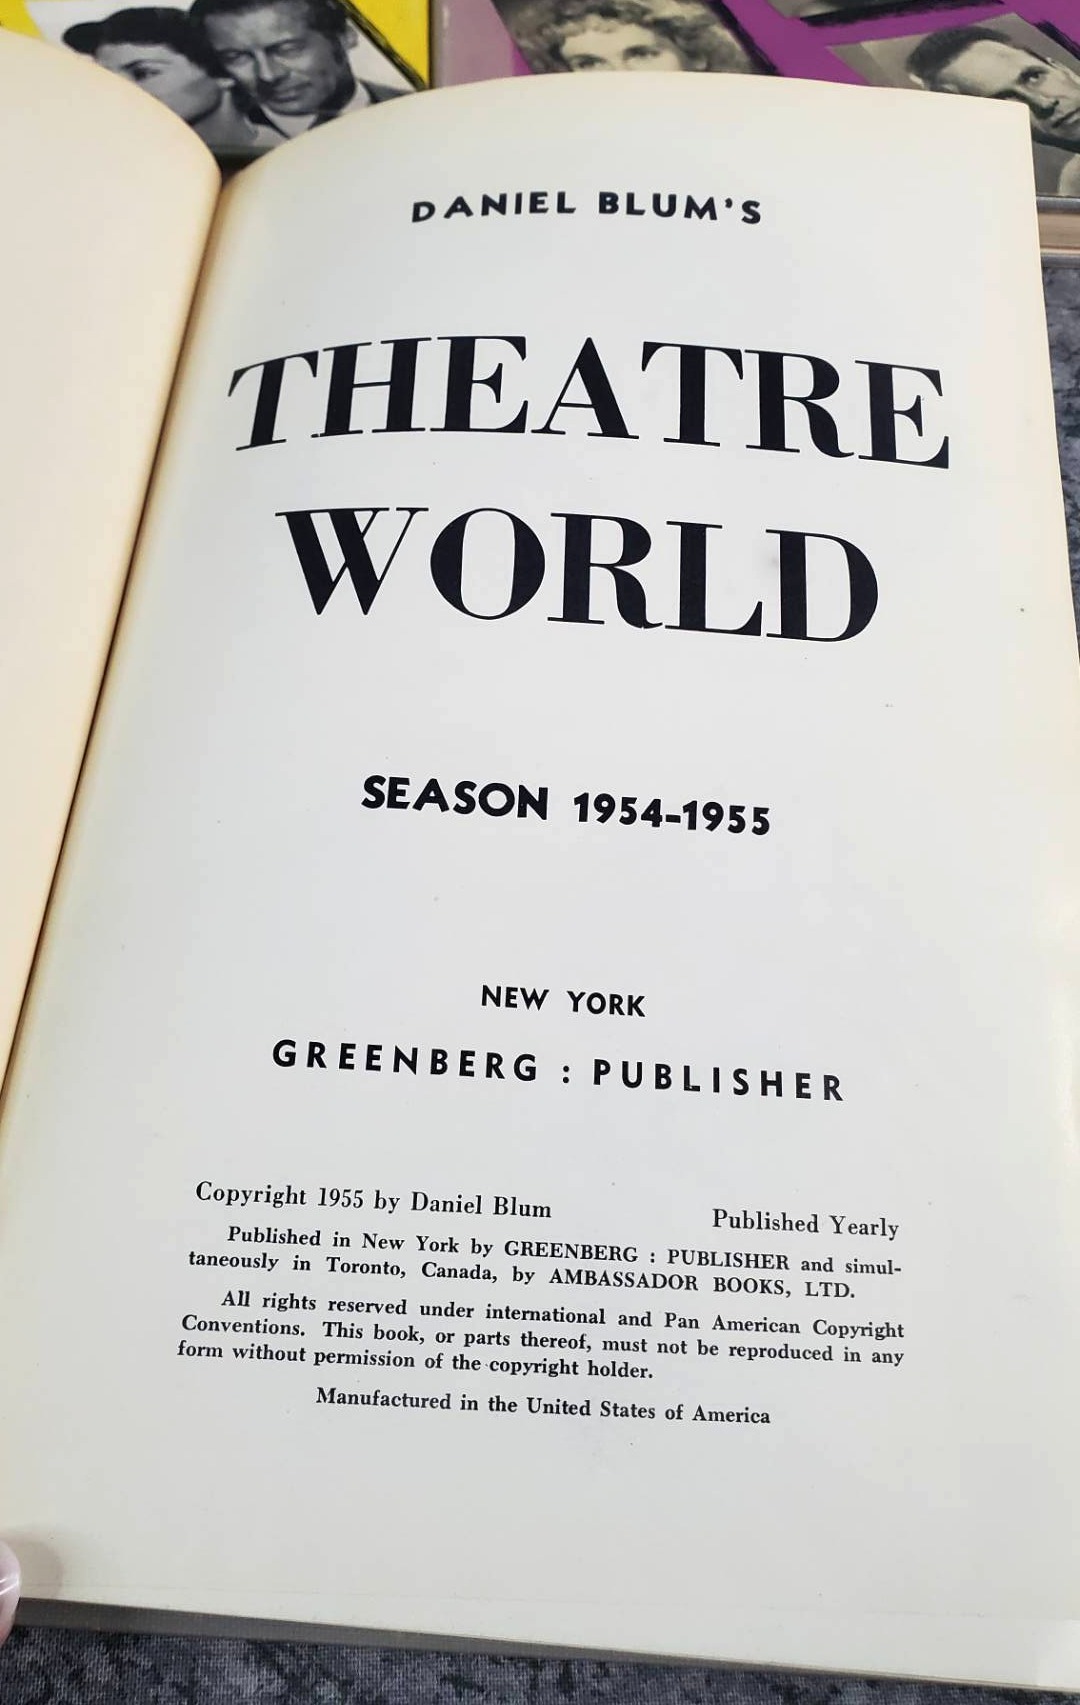 DANIEL BLUM'S
THEATRE
WORLD
SEASON 1954-1955
NEW YORK
GREENBERG : PUBLISHER
Copyright 1955 by Daniel Blum Published Yearly
Published in New York by GREENBERG : PUBLISHER and simul-
taneously in Toronto, Canada, by AMBASSADOR BOOKS, LTD.
All rights reserved under international and Pan American Copyright
Conventions. This book, or parts thereof, must not be reproduced in any
form without permission of the copyright holder.
Manufactured in the United States of America